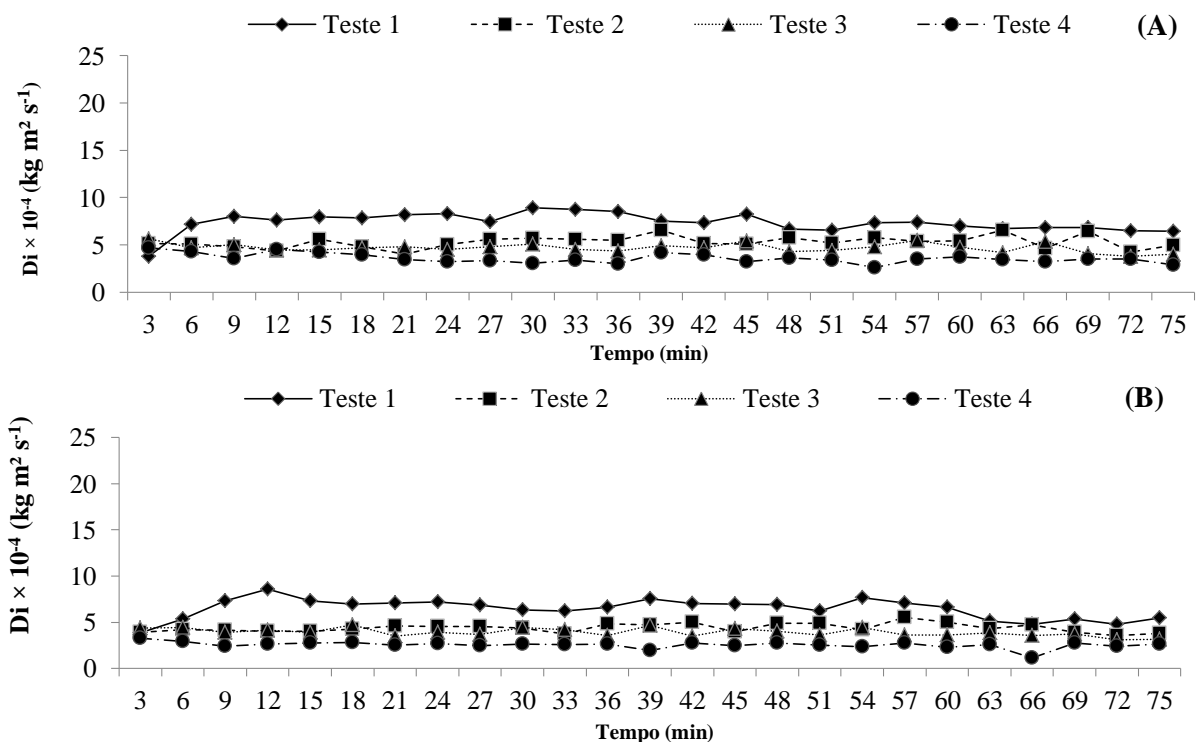 Teste 1 Teste 2 Teste 3 Teste 4 (A)
Di × 10⁻⁴ (kg m² s⁻¹)
25
20
15
10
5
0
3 6 9 12 15 18 21 24 27 30 33 36 39 42 45 48 51 54 57 60 63 66 69 72 75
Tempo (min)
Teste 1 Teste 2 Teste 3 Teste 4 (B)
Di × 10⁻⁴ (kg m² s⁻¹)
25
20
15
10
5
0
3 6 9 12 15 18 21 24 27 30 33 36 39 42 45 48 51 54 57 60 63 66 69 72 75
Tempo (min)